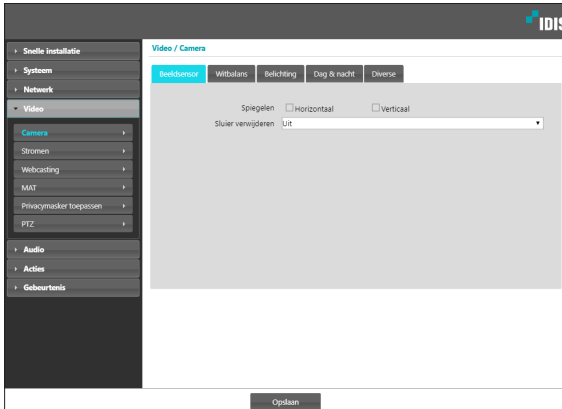 IDIS
Snelle installatie
Systeem
Netwerk
Video
Camera
Stromen
Webcasting
MAT
Privacymasker toepassen
PTZ
Audio
Acties
Gebeurtenis
Video / Camera
Beeldsensor Witbalans Belichting Dag & nacht Diverse
Spiegelen Horizontaal Verticaal
Sluier verwijderen Uit
Opslaan